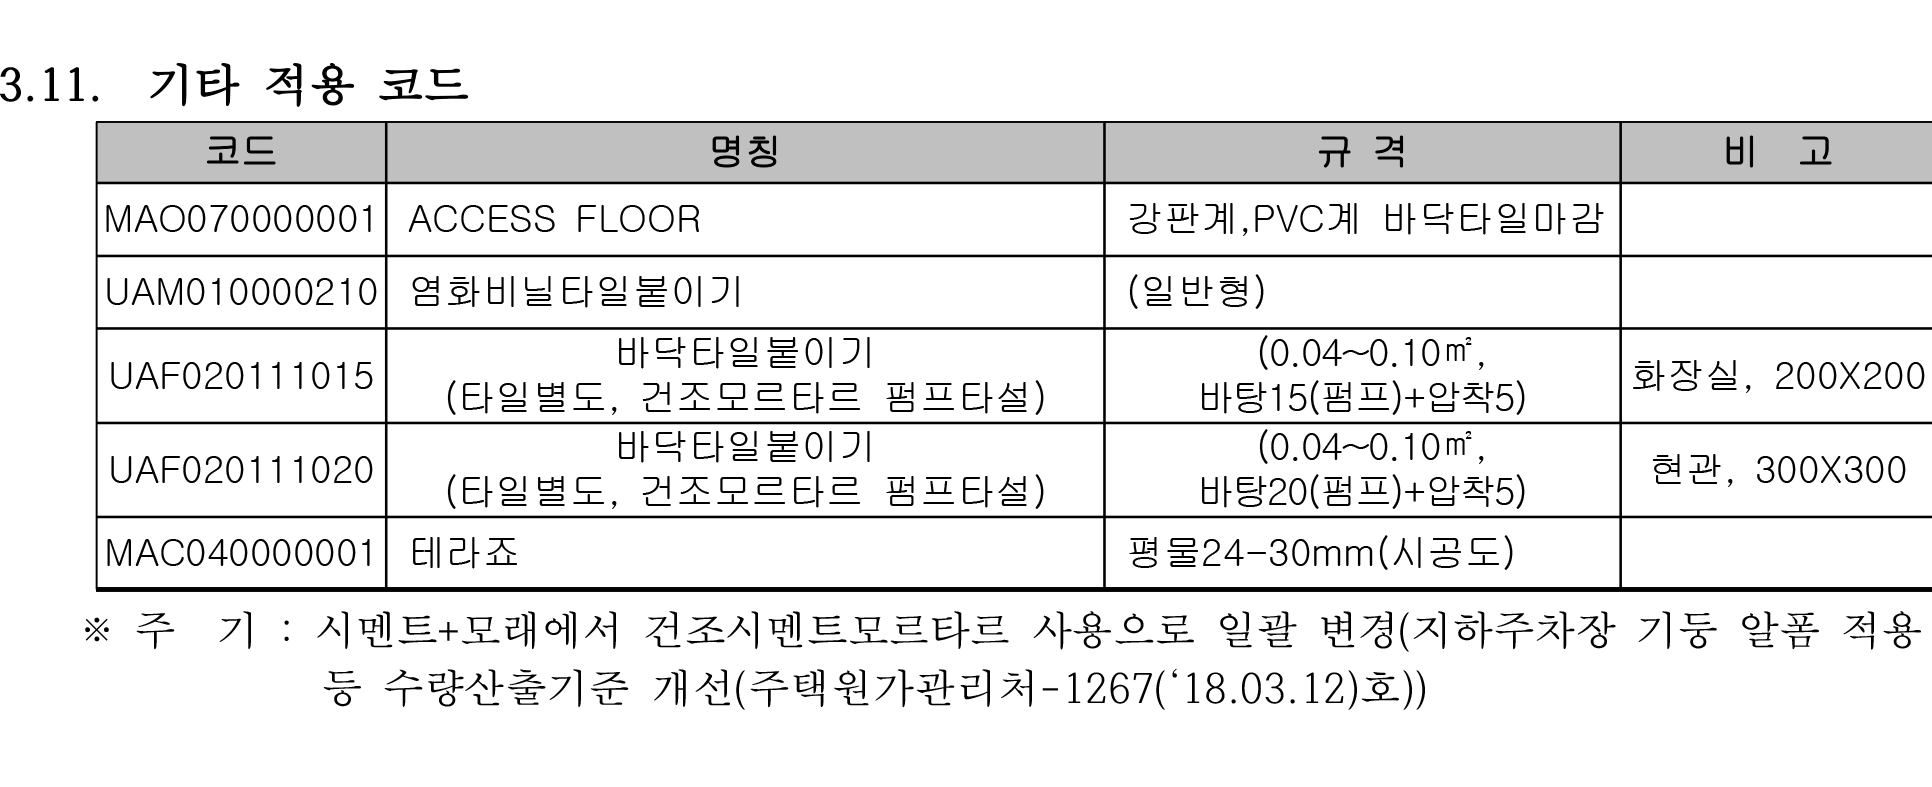 3.11. 기타 적용 코드
코드 명칭 규 격 비 고
MAO070000001 ACCESS FLOOR 강판계,PVC계 바닥타일마감
UAM010000210 염화비닐타일붙이기 (일반형)
UAF020111015 바닥타일붙이기 (0.04~0.10㎡, 화장실, 200X200
(타일별도, 건조모르타르 펌프타설) 바탕15(펌프)+압착5)
UAF020111020 바닥타일붙이기 (0.04~0.10㎡, 현관, 300X300
(타일별도, 건조모르타르 펌프타설) 바탕20(펌프)+압착5)
MAC040000001 테라죠 평물24-30mm(시공도)
※ 주 기 : 시멘트+모래에서 건조시멘트모르타르 사용으로 일괄 변경(지하주차장 기둥 알폼 적용
등 수량산출기준 개선(주택원가관리처-1267(‘18.03.12)호))